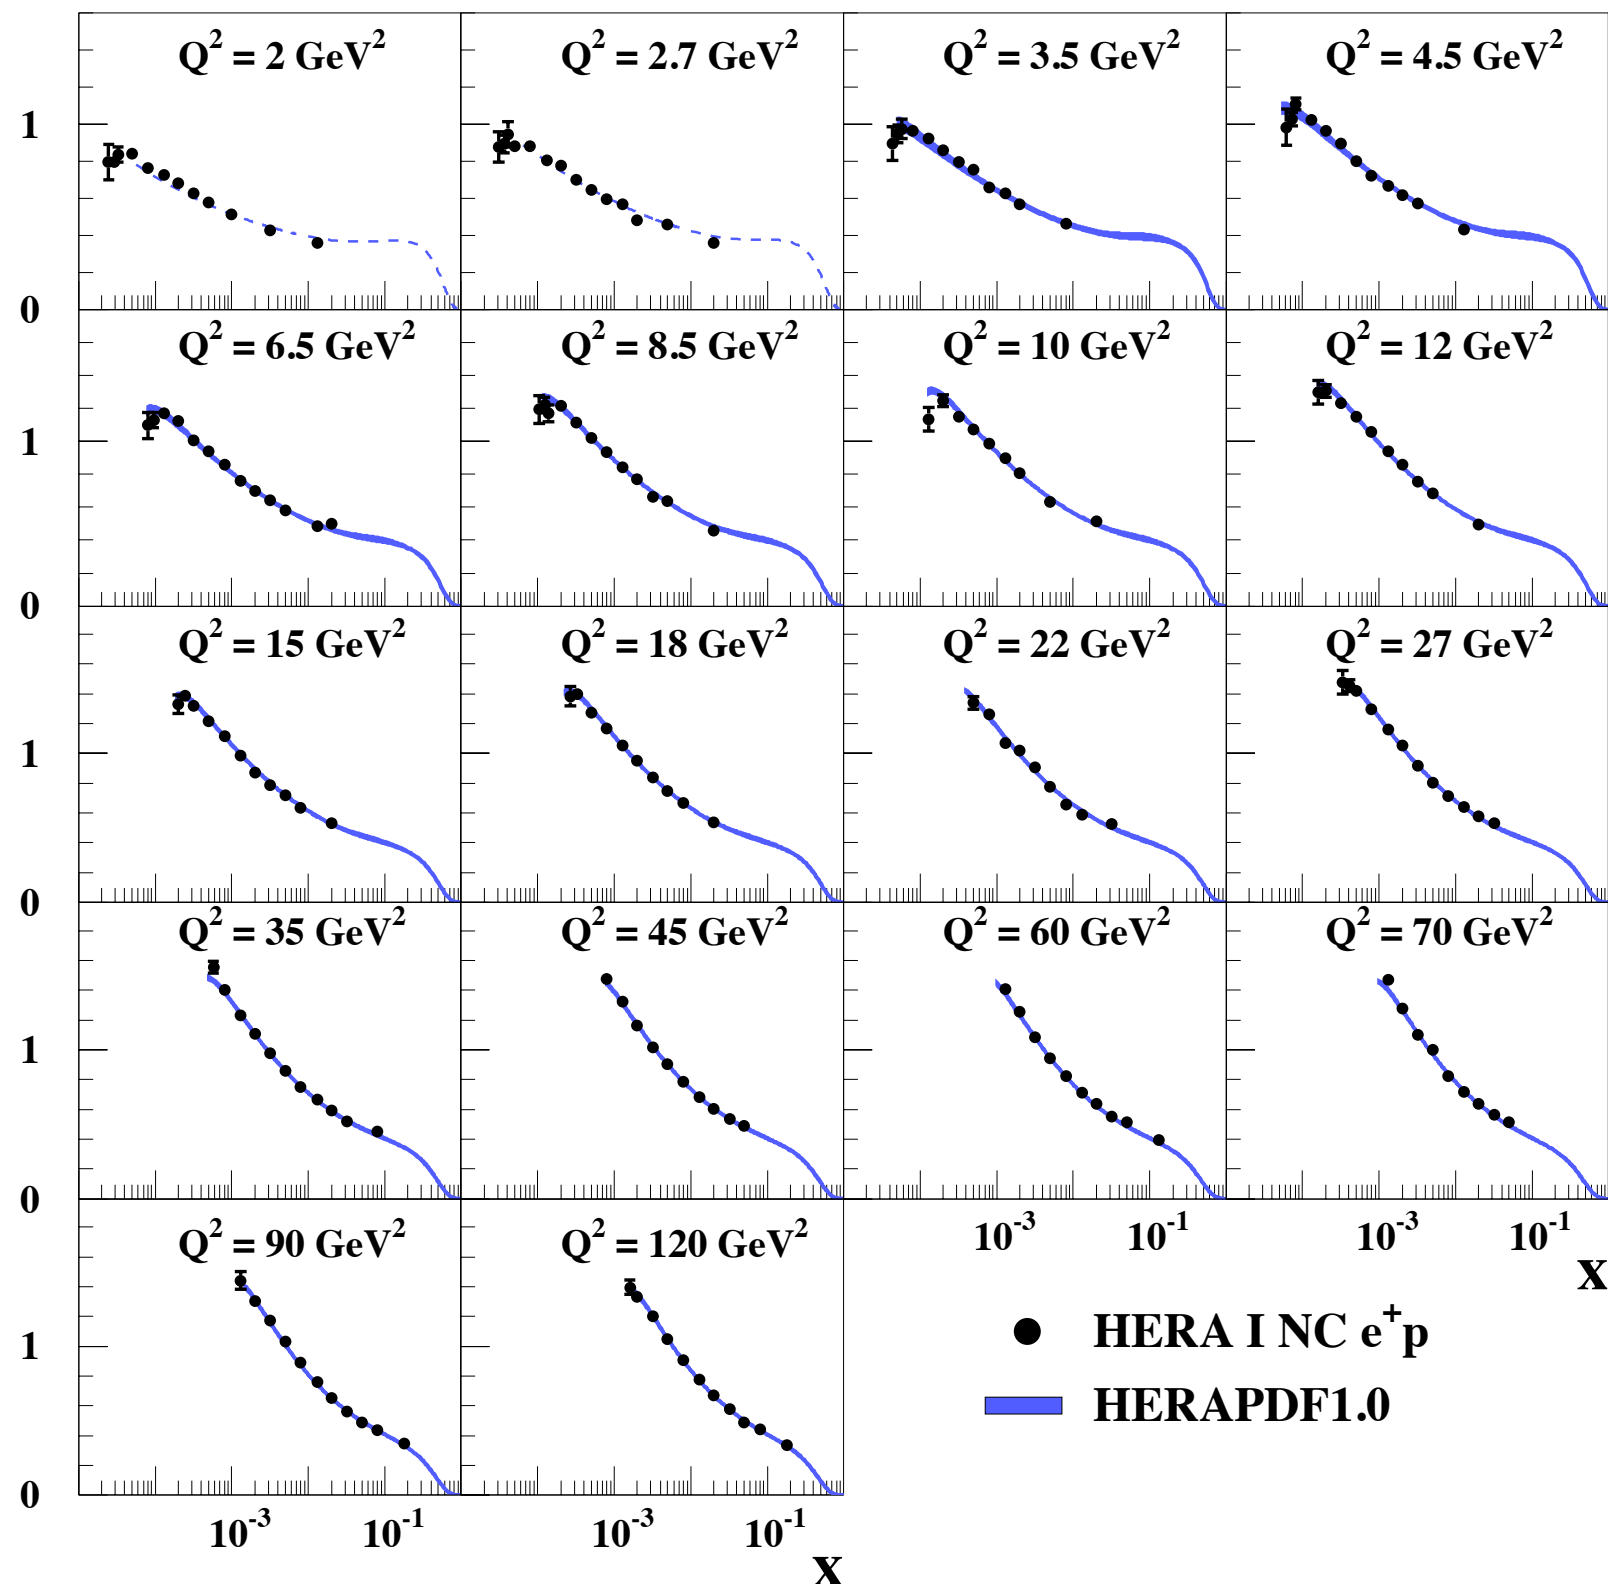 Q² = 2 GeV² Q² = 2.7 GeV² Q² = 3.5 GeV² Q² = 4.5 GeV²
1
0
Q² = 6.5 GeV² Q² = 8.5 GeV² Q² = 10 GeV² Q² = 12 GeV²
1
0
Q² = 15 GeV² Q² = 18 GeV² Q² = 22 GeV² Q² = 27 GeV²
1
0
Q² = 35 GeV² Q² = 45 GeV² Q² = 60 GeV² Q² = 70 GeV²
1
0
10⁻³ 10⁻¹ 10⁻³ 10⁻¹
x
Q² = 90 GeV² Q² = 120 GeV²
1
0
10⁻³ 10⁻¹ 10⁻³ 10⁻¹
x
HERA I NC e⁺p
HERAPDF1.0